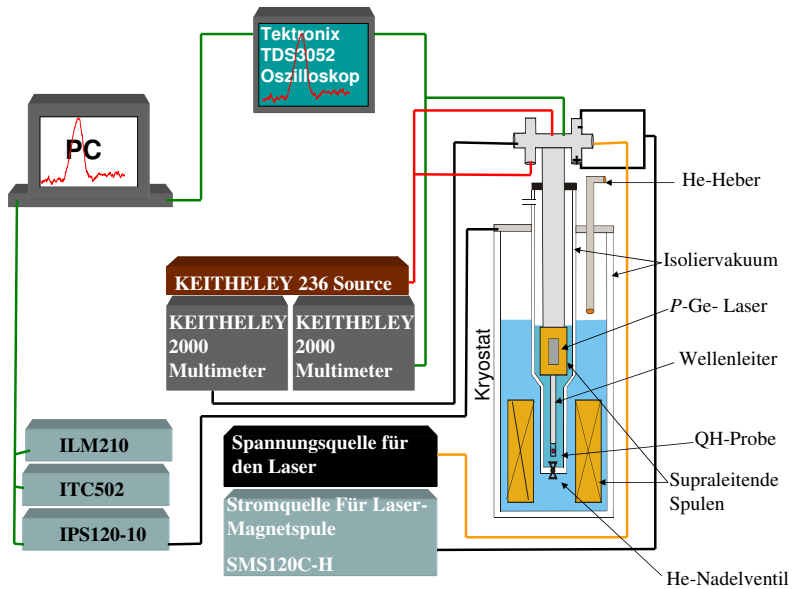 Tektronix
TDS3052
Oszilloskop
PC
-
+
He-Heber
Isoliervakuum
KEITHELEY 236 Source
P-Ge- Laser
KEITHELEY
2000
Multimeter
KEITHELEY
2000
Multimeter
Wellenleiter
Kryostat
QH-Probe
ILM210
Spannungsquelle für
den Laser
Supraleitende
Spulen
ITC502
Stromquelle Für Laser-
Magnetspule
IPS120-10
SMS120C-H
He-Nadelventil